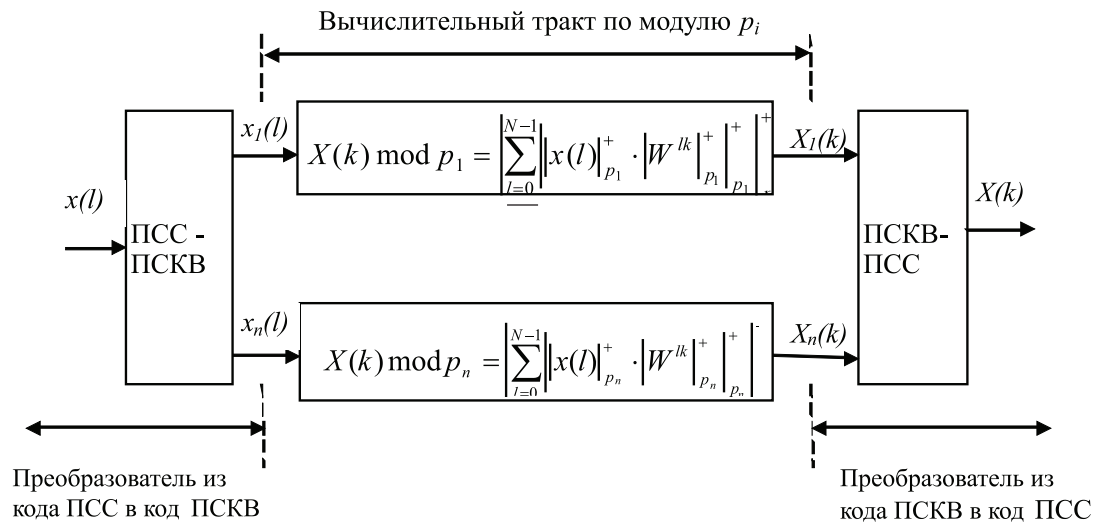 Вычислительный тракт по модулю p_i
x_1(l)
X(k) mod p_1 = |∑_{l=0}^{N-1} ||x(l)|^+_{p_1} · |W^{lk}|^+_{p_1}|^+_{p_1}|^+
X_1(k)
x(l)
X(k)
ПСС -
ПСКВ
ПСКВ-
ПСС
x_n(l)
X(k) mod p_n = |∑_{l=0}^{N-1} ||x(l)|^+_{p_n} · |W^{lk}|^+_{p_n}|^+_{p_n}|
X_n(k)
Преобразователь из
кода ПСС в код ПСКВ
Преобразователь из
кода ПСКВ в код ПСС